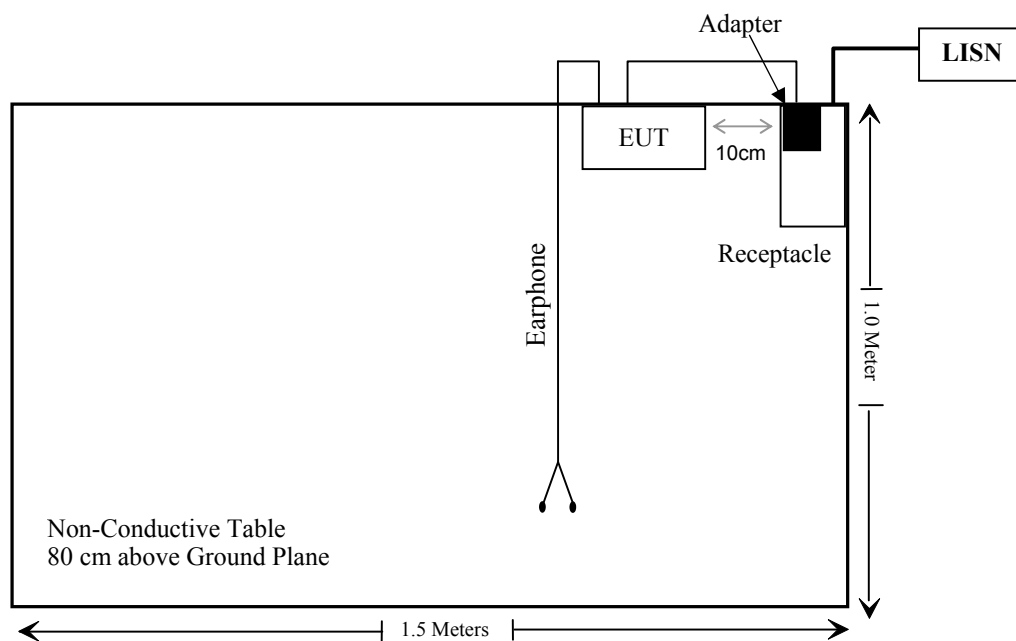 Adapter
LISN
EUT
10cm
Receptacle
Earphone
1.0 Meter
Non-Conductive Table
80 cm above Ground Plane
1.5 Meters